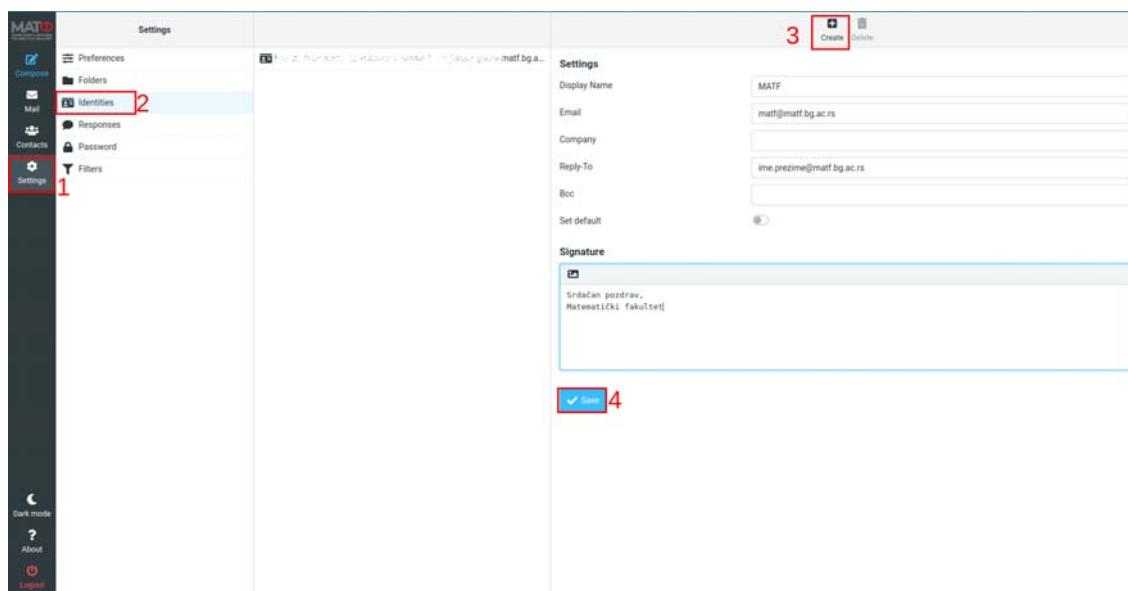 MATF
Settings
3
Create
Delete
Compose
Mail
Contacts
Settings
1
Preferences
Folders
Identities
2
Responses
Password
Filters
matf.bg.a...
Settings
Display Name
MATF
Email
matf@matf.bg.ac.rs
Company
Reply-To
ime.prezime@matf.bg.ac.rs
Bcc
Set default
Signature
Srdačan pozdrav,
Matematički fakultet
Save
4
Dark mode
About
Logout